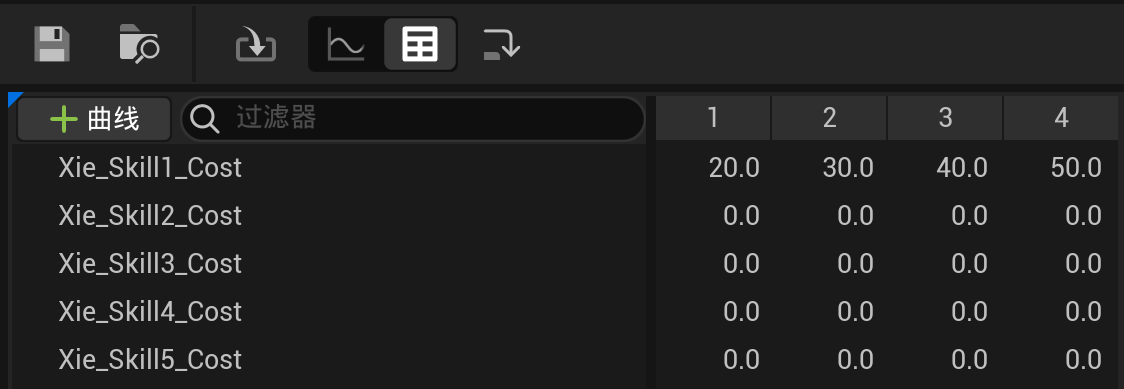 曲线 过滤器 1 2 3 4
Xie_Skill1_Cost 20.0 30.0 40.0 50.0
Xie_Skill2_Cost 0.0 0.0 0.0 0.0
Xie_Skill3_Cost 0.0 0.0 0.0 0.0
Xie_Skill4_Cost 0.0 0.0 0.0 0.0
Xie_Skill5_Cost 0.0 0.0 0.0 0.0